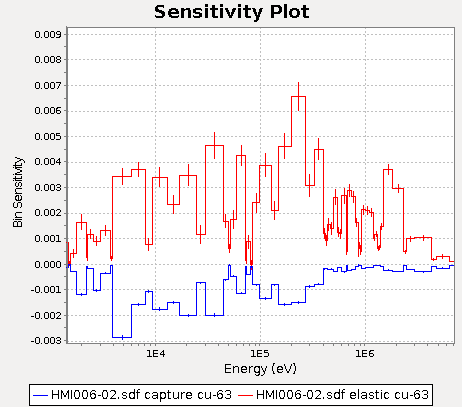 Sensitivity Plot
0.009
0.008
0.007
0.006
0.005
0.004
0.003
0.002
0.001
0.000
-0.001
-0.002
-0.003
Bin Sensitivity
1E4 1E5 1E6
Energy (eV)
HMI006-02.sdf capture cu-63 HMI006-02.sdf elastic cu-63